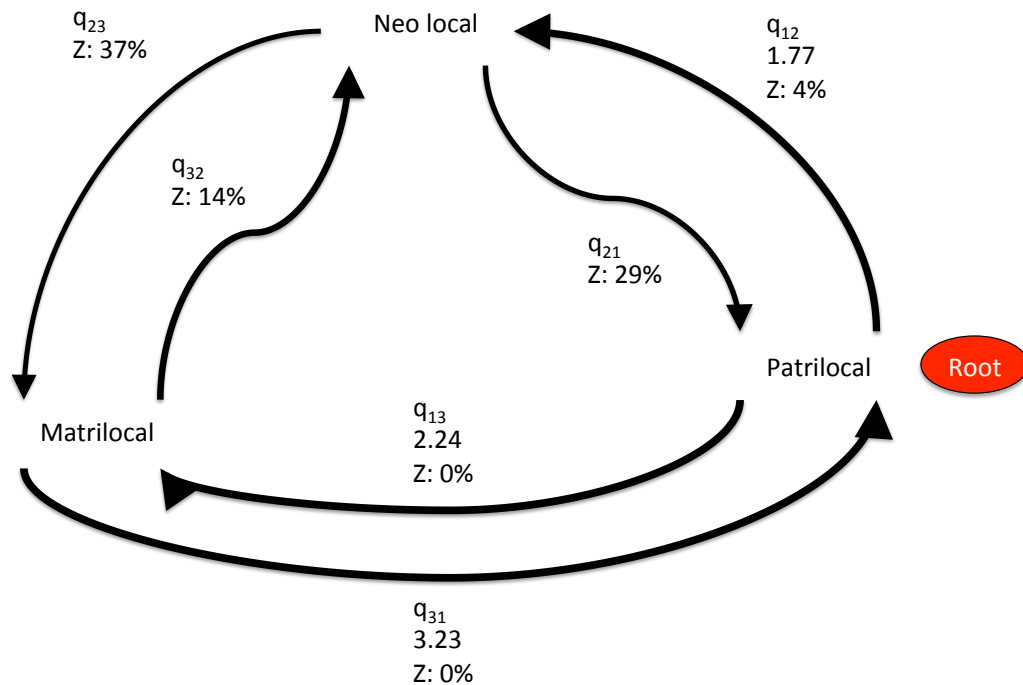 q₂₃
Z: 37%
Neo local
q₁₂
1.77
Z: 4%
q₃₂
Z: 14%
q₂₁
Z: 29%
Patrilocal
Root
Matrilocal
q₁₃
2.24
Z: 0%
q₃₁
3.23
Z: 0%